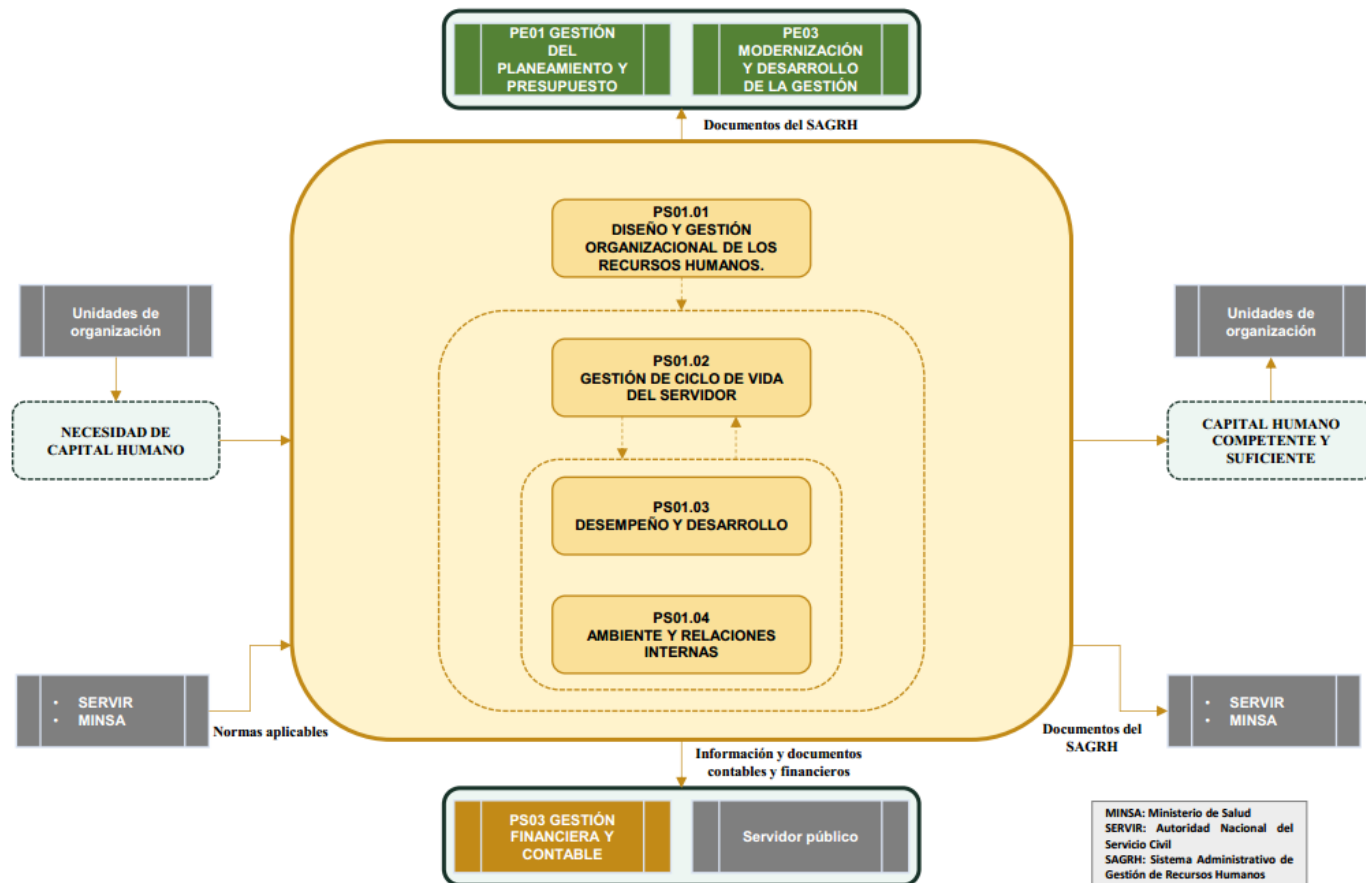 PE01 GESTIÓN
DEL
PLANEAMIENTO Y
PRESUPUESTO
PE03
MODERNIZACIÓN
Y DESARROLLO
DE LA GESTIÓN
Documentos del SAGRH
PS01.01
DISEÑO Y GESTIÓN
ORGANIZACIONAL DE LOS
RECURSOS HUMANOS.
Unidades de
organización
Unidades de
organización
PS01.02
GESTIÓN DE CICLO DE VIDA
DEL SERVIDOR
NECESIDAD DE
CAPITAL HUMANO
CAPITAL HUMANO
COMPETENTE Y
SUFICIENTE
PS01.03
DESEMPEÑO Y DESARROLLO
PS01.04
AMBIENTE Y RELACIONES
INTERNAS
• SERVIR
• MINSA
Normas aplicables
• SERVIR
• MINSA
Documentos del
SAGRH
Información y documentos
contables y financieros
PS03 GESTIÓN
FINANCIERA Y
CONTABLE
Servidor público
MINSA: Ministerio de Salud
SERVIR: Autoridad Nacional del
Servicio Civil
SAGRH: Sistema Administrativo de
Gestión de Recursos Humanos